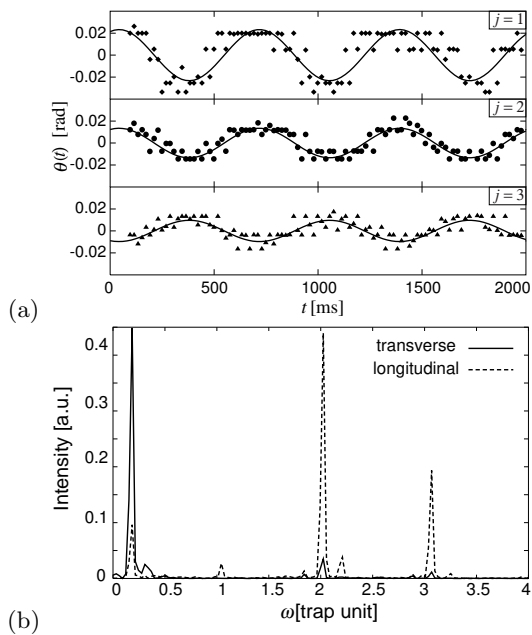 j = 1
0.02
0
-0.02
j = 2
0.02
0
-0.02
θ(t) [rad]
j = 3
0.02
0
-0.02
0 500 1000 1500 2000
t [ms]
(a)
0.4
0.3
0.2
0.1
0
Intensity [a.u.]
transverse
longitudinal
0 0.5 1 1.5 2 2.5 3 3.5 4
ω[trap unit]
(b)